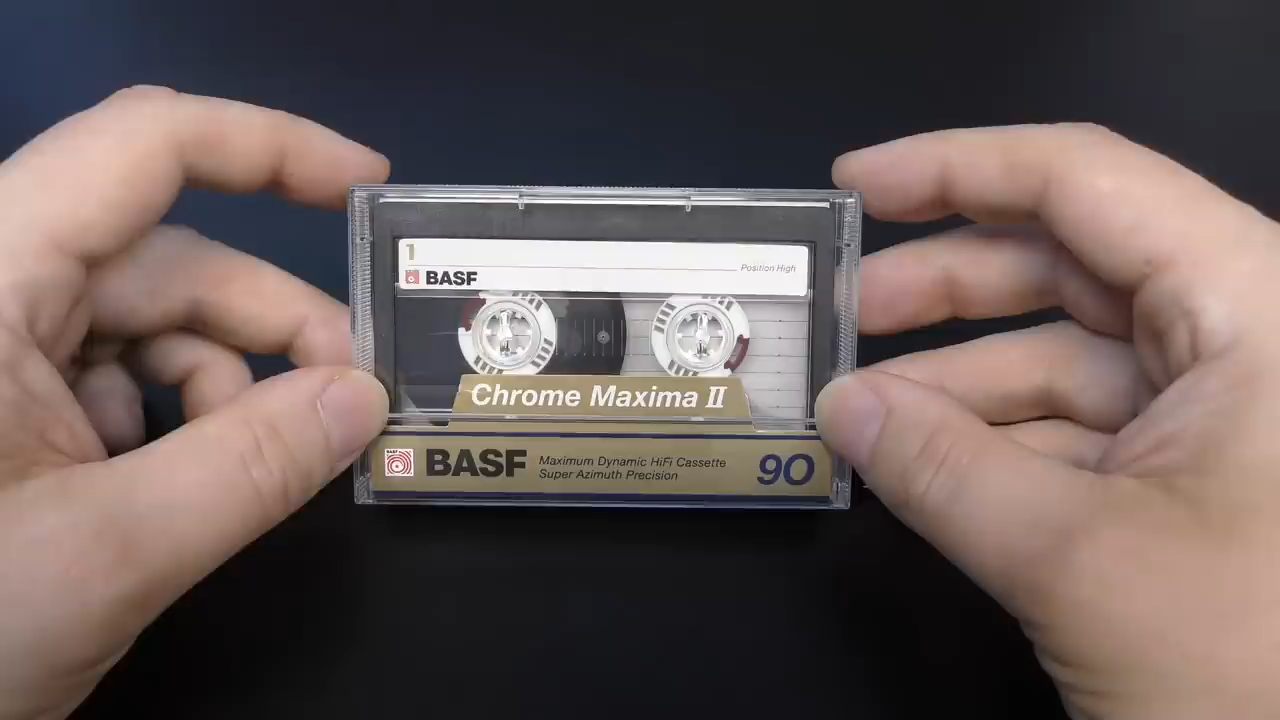 1
Position High
BASF
Chrome Maxima II
BASF
Maximum Dynamic HiFi Cassette
Super Azimuth Precision
90